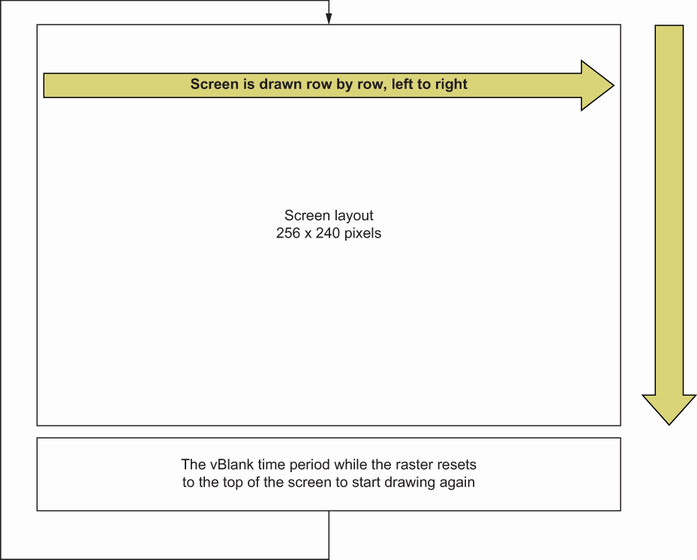 Screen is drawn row by row, left to right
Screen layout
256 x 240 pixels
The vBlank time period while the raster resets
to the top of the screen to start drawing again